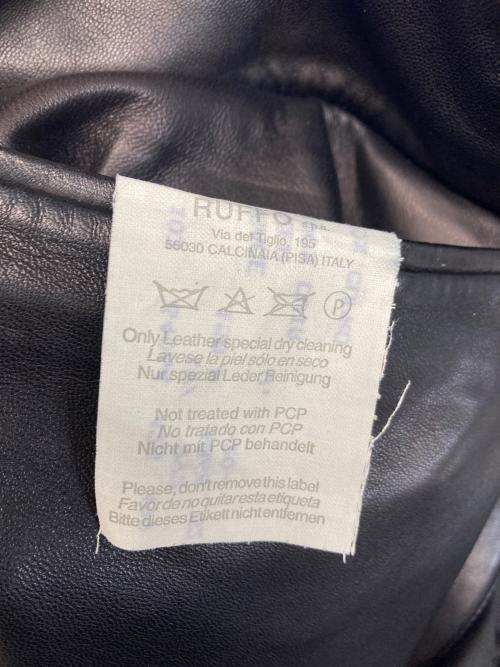 RUFFO s.p.a.
Via del Tiglio, 195
56030 CALCINAIA (PISA) ITALY
P
Only Leather special dry cleaning
Lavese la piel sólo en seco
Nur spezial Leder Reinigung
Not treated with PCP
No tratado con PCP
Nicht mit PCP behandelt
Please, don't remove this label
Favor de no quitar esta etiqueta
Bitte dieses Etikett nicht entfernen